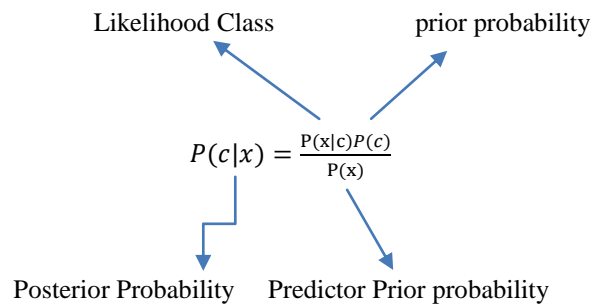 Likelihood Class prior probability
P(c|x) = P(x|c)P(c) / P(x)
Posterior Probability Predictor Prior probability